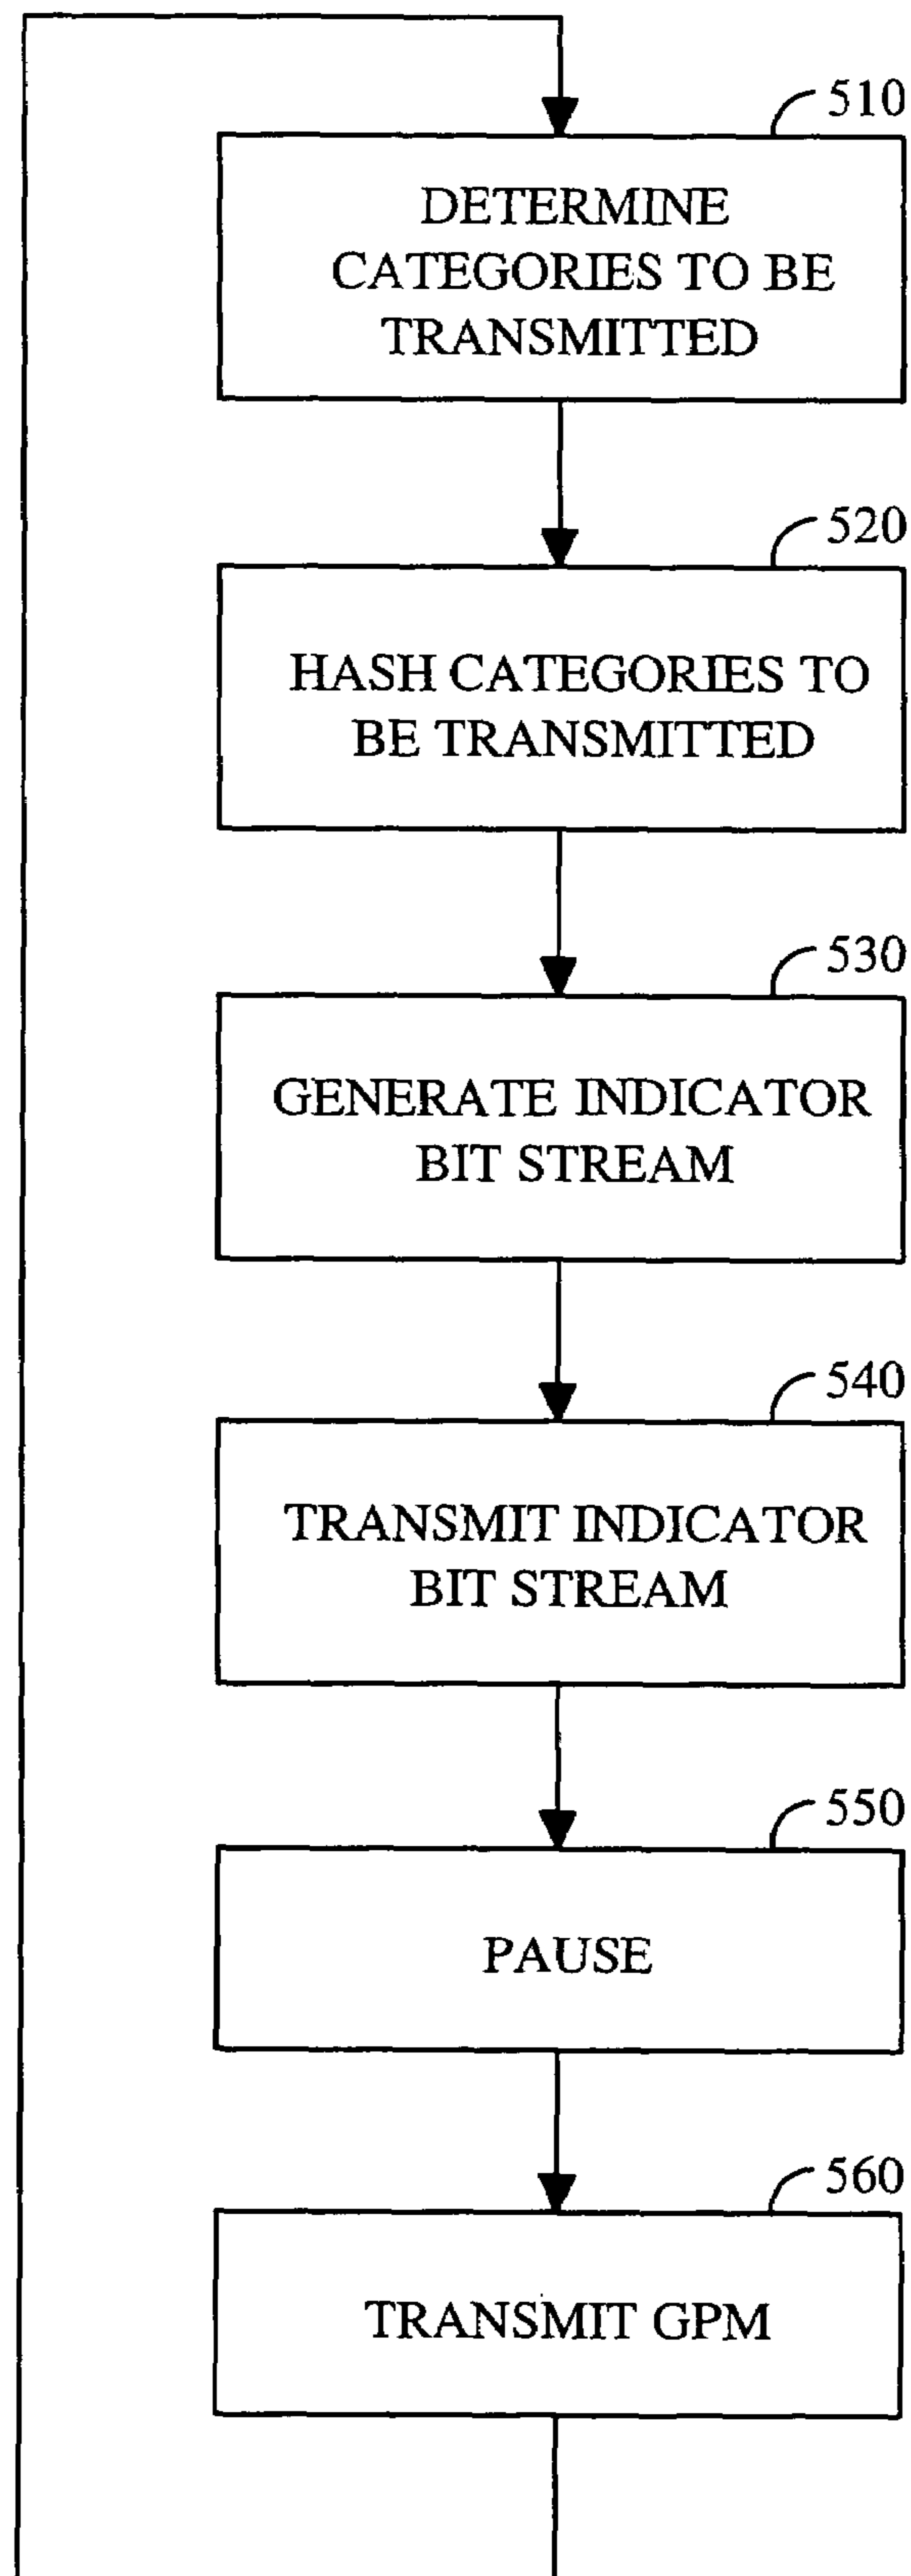 510
DETERMINE
CATEGORIES TO BE
TRANSMITTED
520
HASH CATEGORIES TO
BE TRANSMITTED
530
GENERATE INDICATOR
BIT STREAM
540
TRANSMIT INDICATOR
BIT STREAM
550
PAUSE
560
TRANSMIT GPM